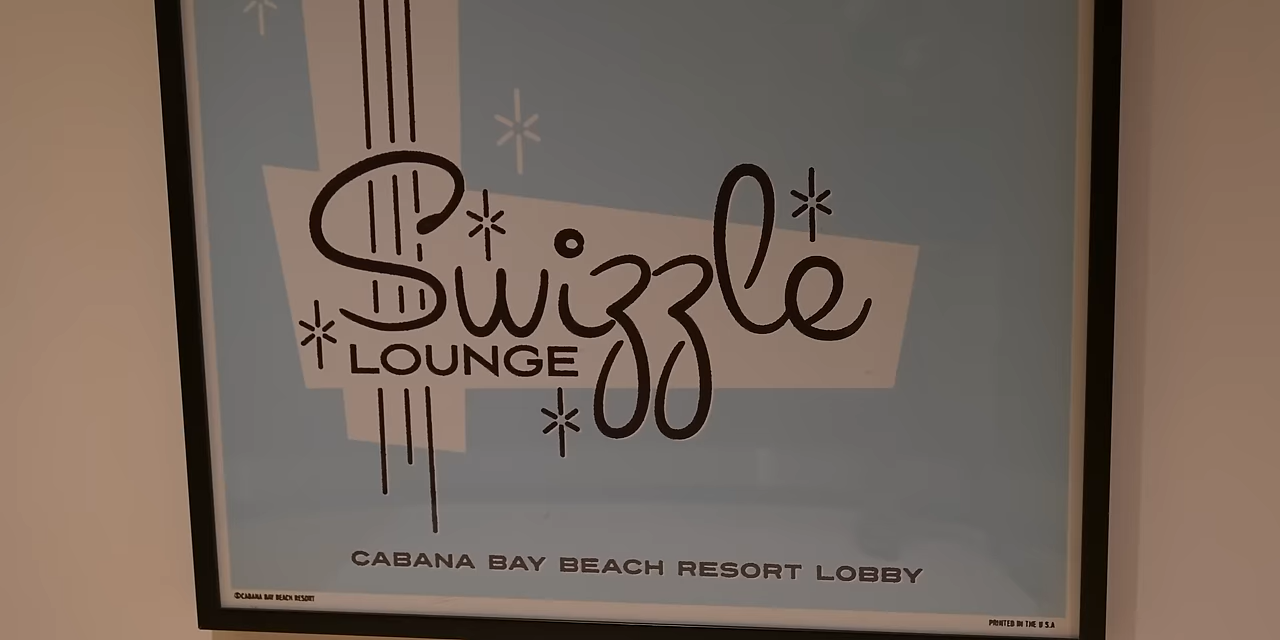 Swizzle
LOUNGE
CABANA BAY BEACH RESORT LOBBY
©CABANA BAY BEACH RESORT
PRINTED IN THE U S A